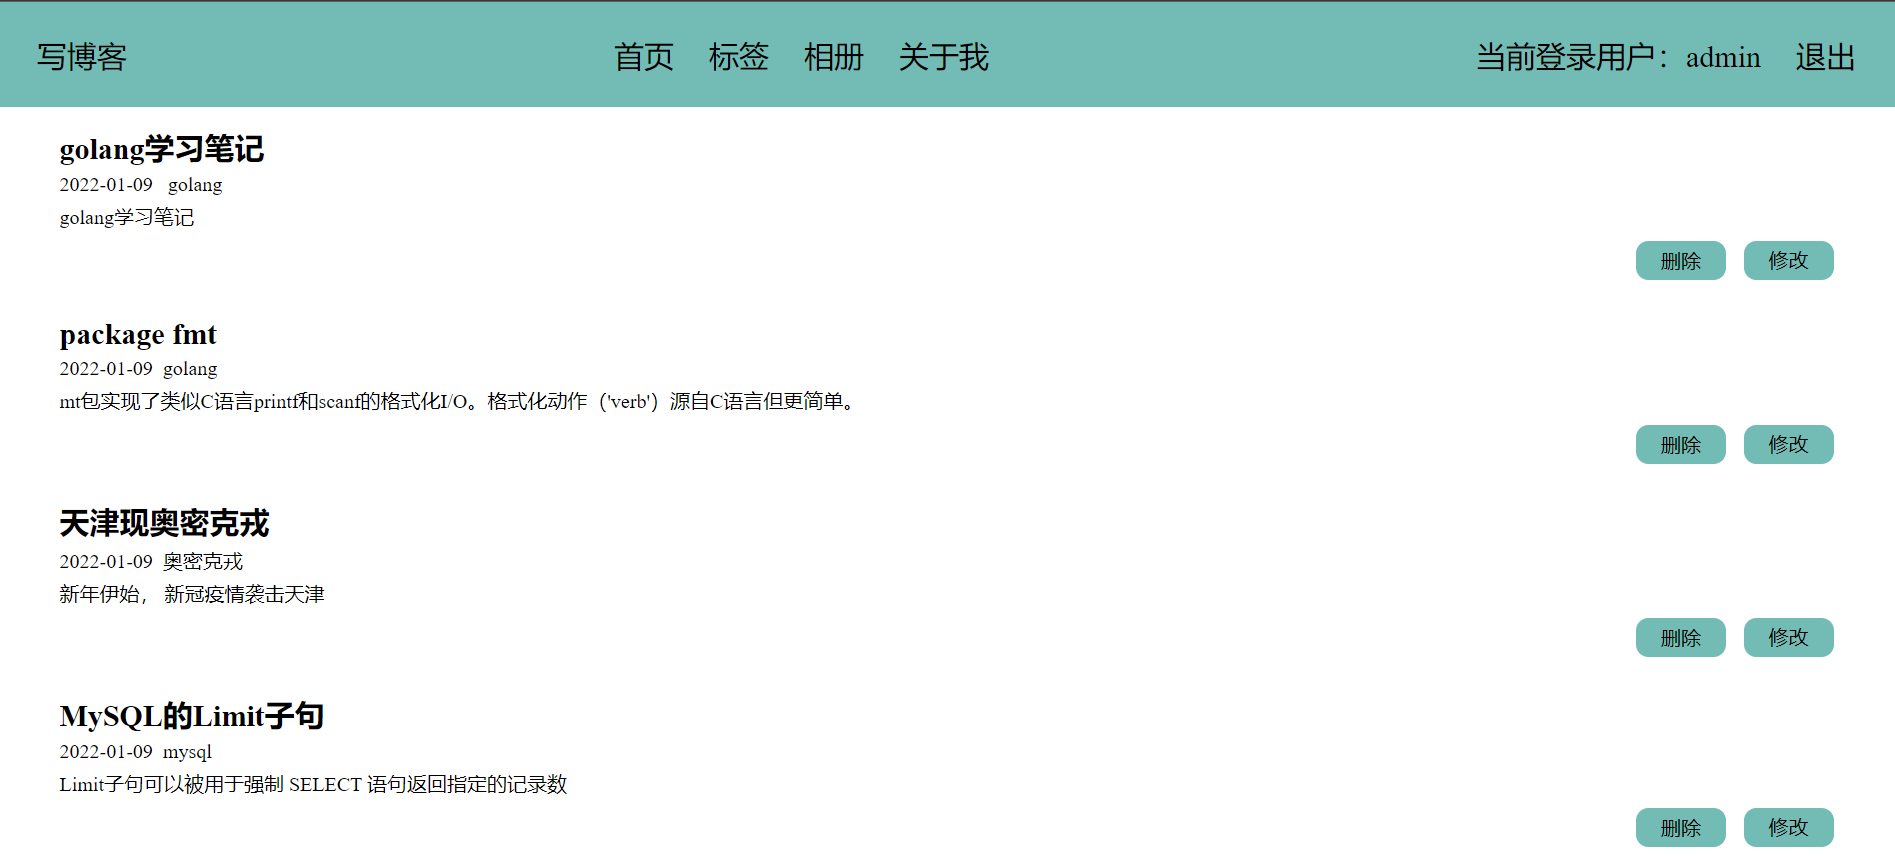 写博客 首页 标签 相册 关于我 当前登录用户：admin 退出
golang学习笔记
2022-01-09 golang
golang学习笔记
删除 修改
package fmt
2022-01-09 golang
mt包实现了类似C语言printf和scanf的格式化I/O。格式化动作（'verb'）源自C语言但更简单。
删除 修改
天津现奥密克戎
2022-01-09 奥密克戎
新年伊始， 新冠疫情袭击天津
删除 修改
MySQL的Limit子句
2022-01-09 mysql
Limit子句可以被用于强制 SELECT 语句返回指定的记录数
删除 修改